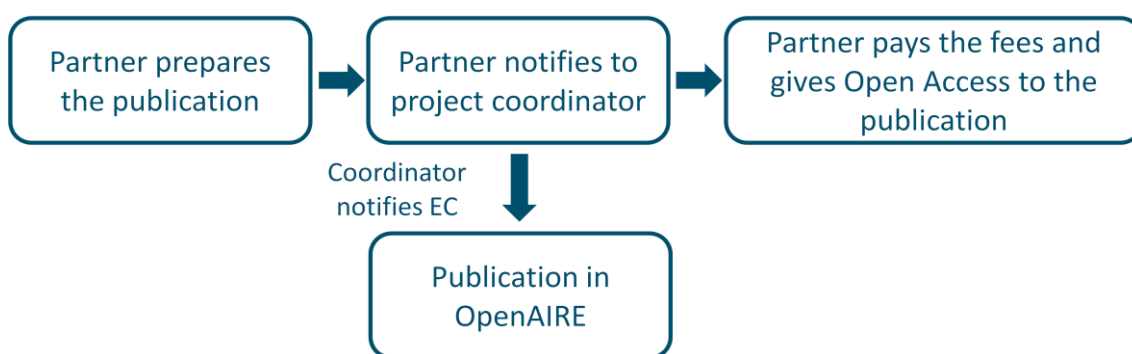 Partner prepares
the publication
Partner notifies to
project coordinator
Partner pays the fees and
gives Open Access to the
publication
Coordinator
notifies EC
Publication in
OpenAIRE